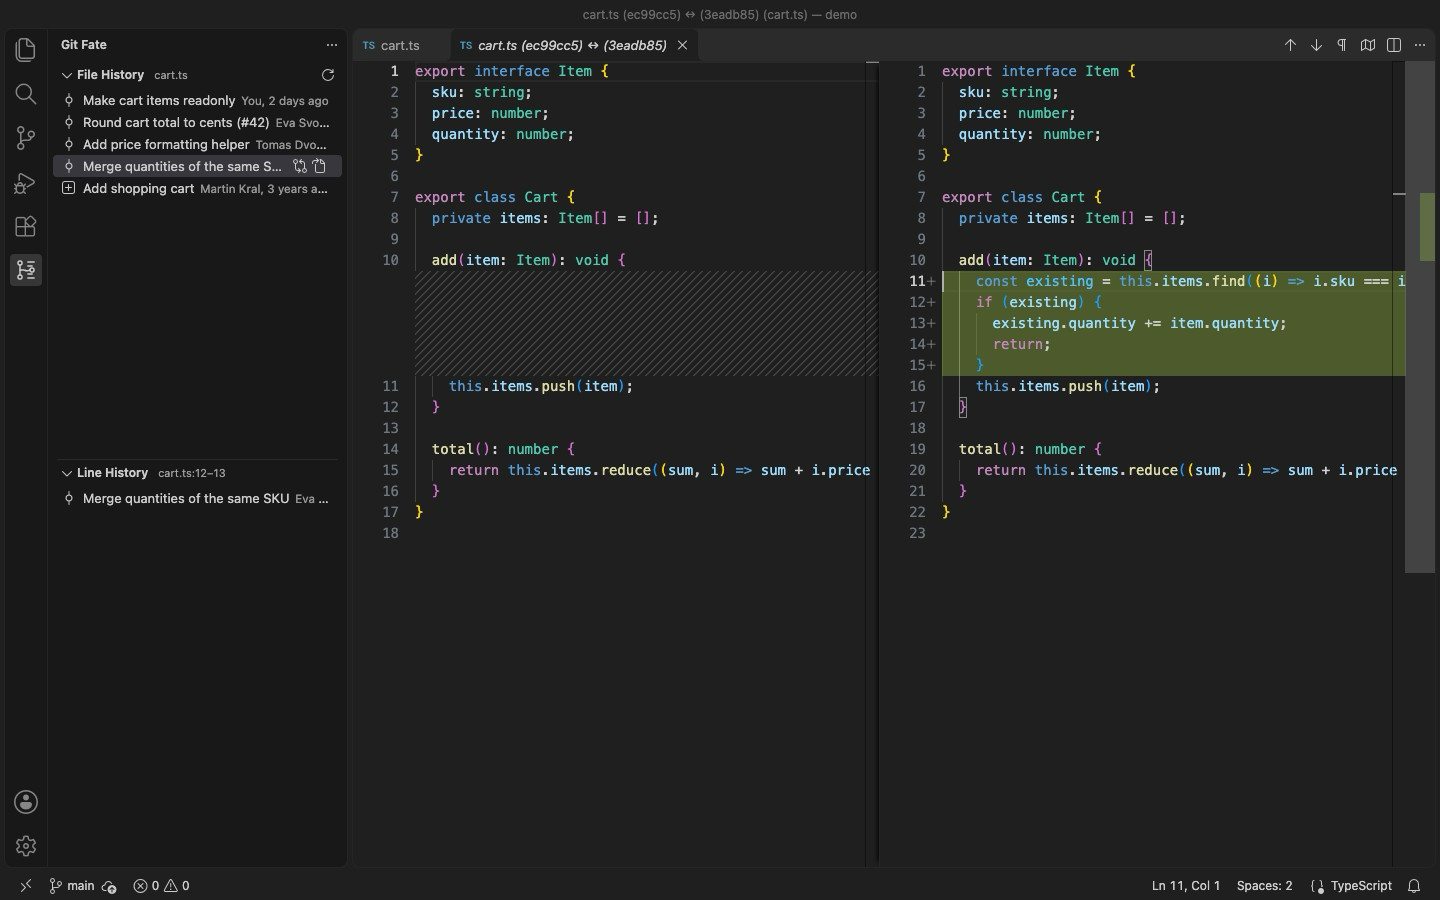 cart.ts (ec99cc5) ↔ (3eadb85) (cart.ts) — demo
Git Fate
File History cart.ts
Make cart items readonly You, 2 days ago
Round cart total to cents (#42) Eva Svo...
Add price formatting helper Tomas Dvo...
Merge quantities of the same S...
Add shopping cart Martin Kral, 3 years a...
Line History cart.ts:12–13
Merge quantities of the same SKU Eva ...
TS cart.ts
TS cart.ts (ec99cc5) ↔ (3eadb85)
1 export interface Item {
2 sku: string;
3 price: number;
4 quantity: number;
5 }
6
7 export class Cart {
8 private items: Item[] = [];
9
10 add(item: Item): void {
11 this.items.push(item);
12 }
13
14 total(): number {
15 return this.items.reduce((sum, i) => sum + i.price
16 }
17 }
18
1 export interface Item {
2 sku: string;
3 price: number;
4 quantity: number;
5 }
6
7 export class Cart {
8 private items: Item[] = [];
9
10 add(item: Item): void {
11+ const existing = this.items.find((i) => i.sku === i
12+ if (existing) {
13+ existing.quantity += item.quantity;
14+ return;
15+ }
16 this.items.push(item);
17 }
18
19 total(): number {
20 return this.items.reduce((sum, i) => sum + i.price
21 }
22 }
23
main 0 0
Ln 11, Col 1 Spaces: 2 {} TypeScript